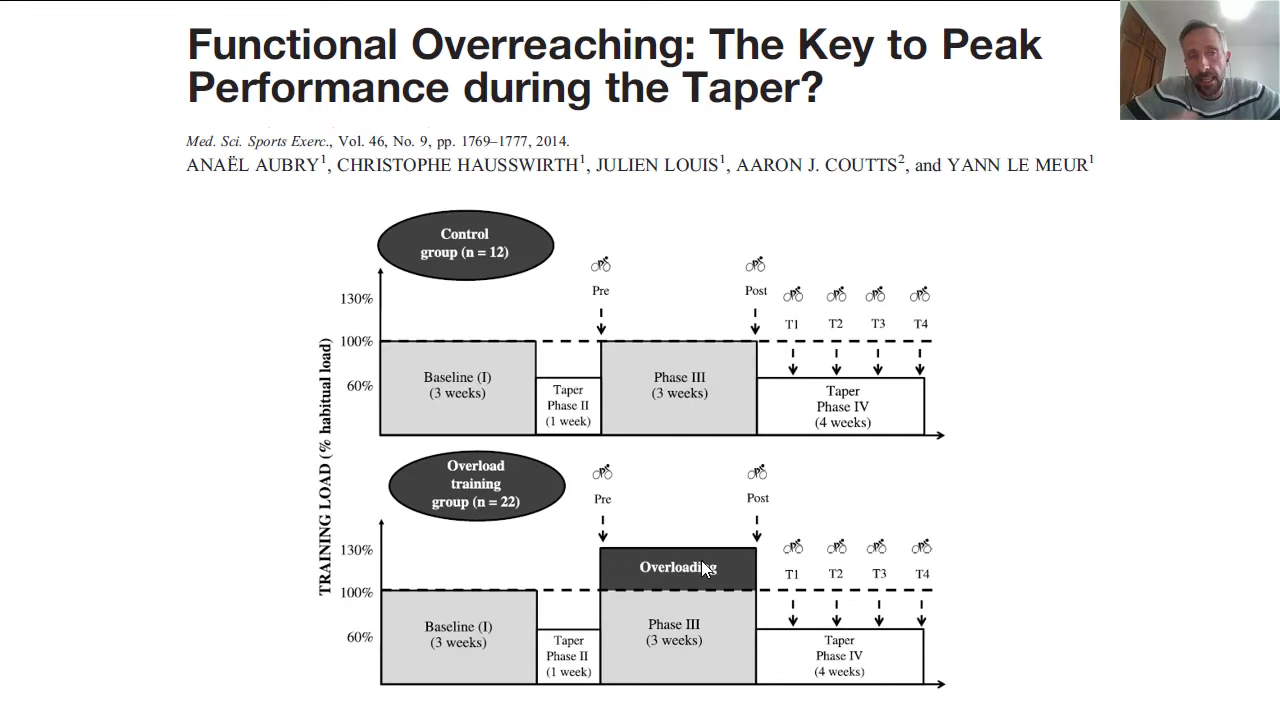 Functional Overreaching: The Key to Peak
Performance during the Taper?
Med. Sci. Sports Exerc., Vol. 46, No. 9, pp. 1769–1777, 2014.
ANAËL AUBRY1, CHRISTOPHE HAUSSWIRTH1, JULIEN LOUIS1, AARON J. COUTTS2, and YANN LE MEUR1
TRAINING LOAD (% habitual load)
Control
group (n = 12)
Pre
Post
T1 T2 T3 T4
130%
100%
60%
Baseline (I)
(3 weeks)
Taper
Phase II
(1 week)
Phase III
(3 weeks)
Taper
Phase IV
(4 weeks)
Overload
training
group (n = 22)
Pre
Post
T1 T2 T3 T4
130%
100%
60%
Overloading
Baseline (I)
(3 weeks)
Taper
Phase II
(1 week)
Phase III
(3 weeks)
Taper
Phase IV
(4 weeks)